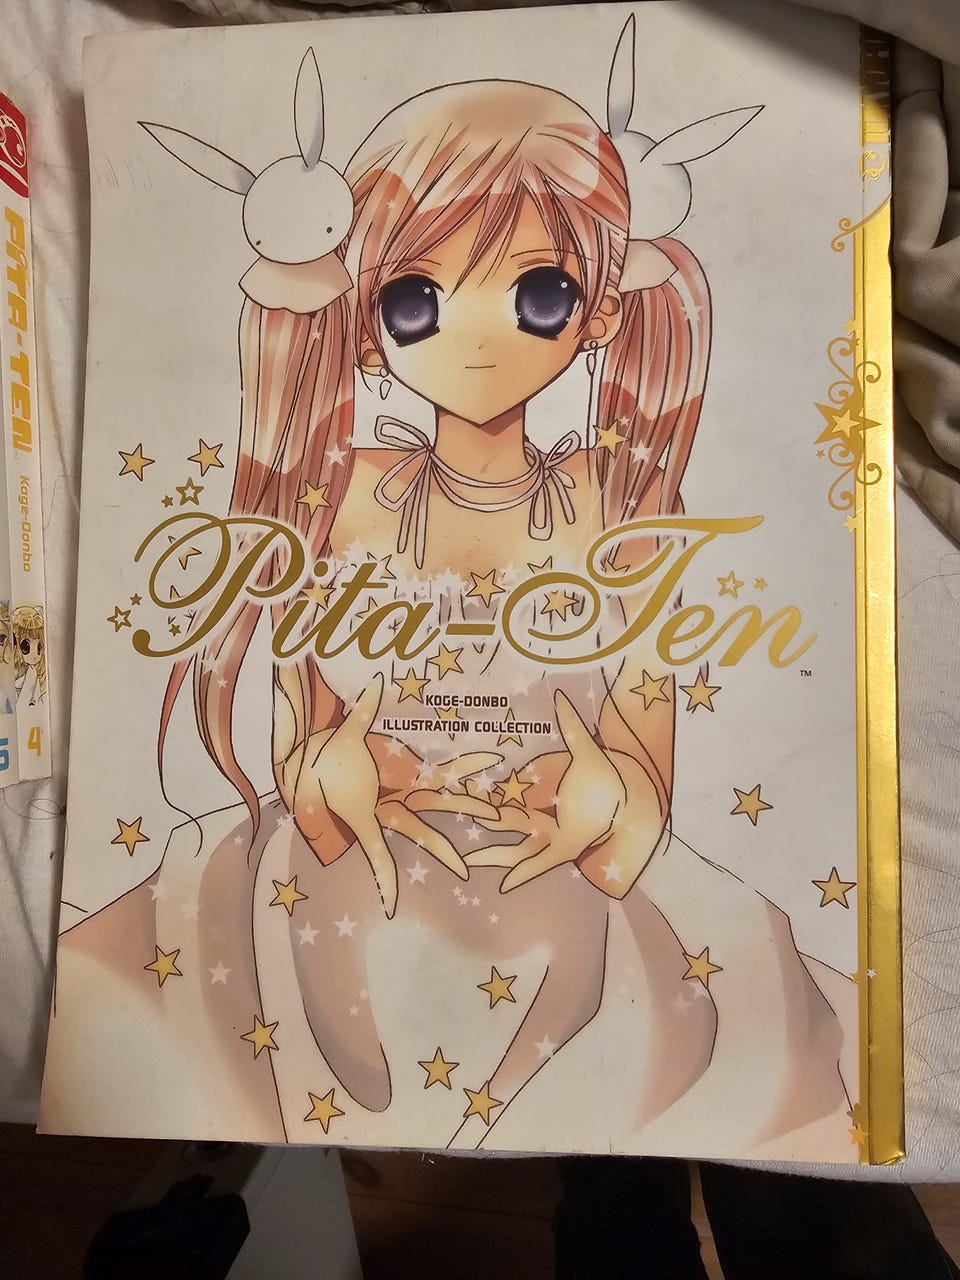 Pita-Ten
TM
KOGE-DONBO
ILLUSTRATION COLLECTION
PITA-TEN
Koge-Donbo
4